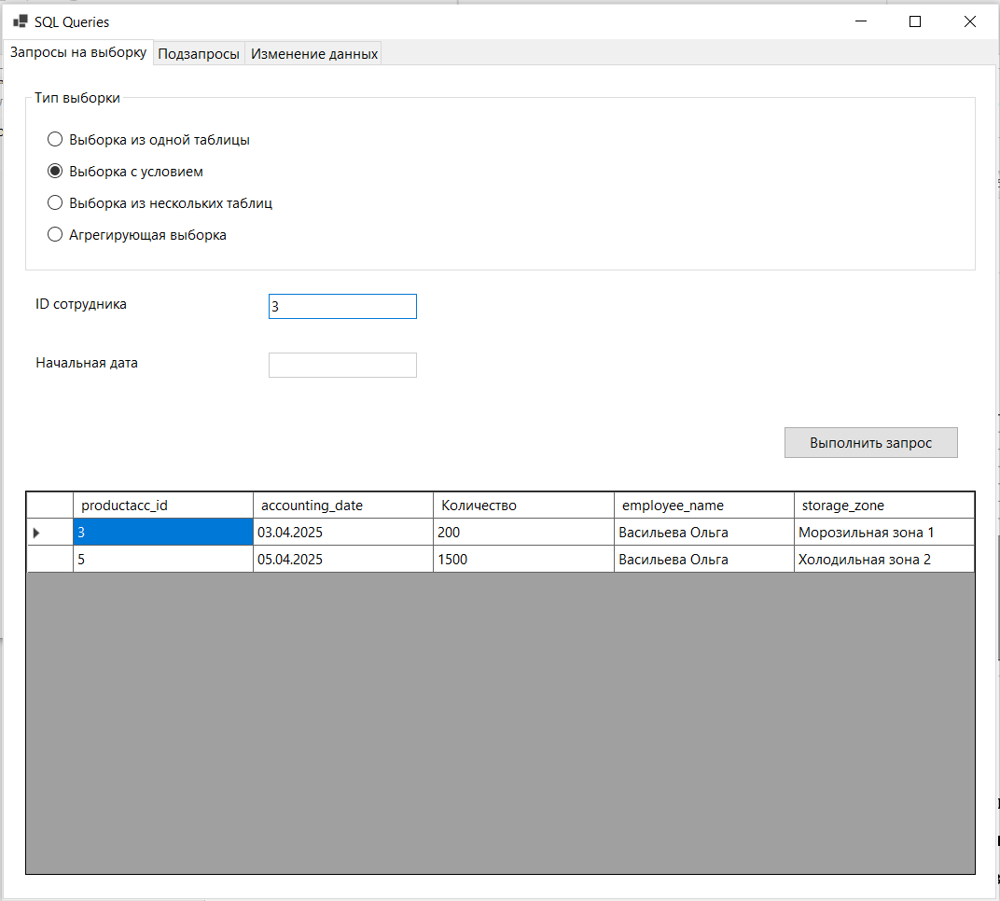 SQL Queries
Запросы на выборку Подзапросы Изменение данных
Тип выборки
Выборка из одной таблицы
Выборка с условием
Выборка из нескольких таблиц
Агрегирующая выборка
ID сотрудника 3
Начальная дата
Выполнить запрос
productacc_id accounting_date Количество employee_name storage_zone
3 03.04.2025 200 Васильева Ольга Морозильная зона 1
5 05.04.2025 1500 Васильева Ольга Холодильная зона 2